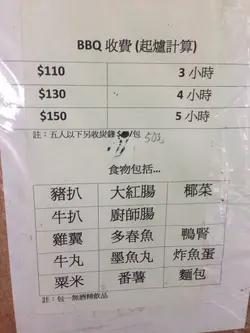 BBQ 收費 (起爐計算)
$110 3 小時
$130 4 小時
$150 5 小時
註：五人以下另收炭錢 /包
食物包括...
豬扒 大紅腸 椰菜
牛扒 廚師腸
雞翼 多春魚 鴨腎
牛丸 墨魚丸 炸魚蛋
粟米 番薯 麵包
註：包一無酒精飲品